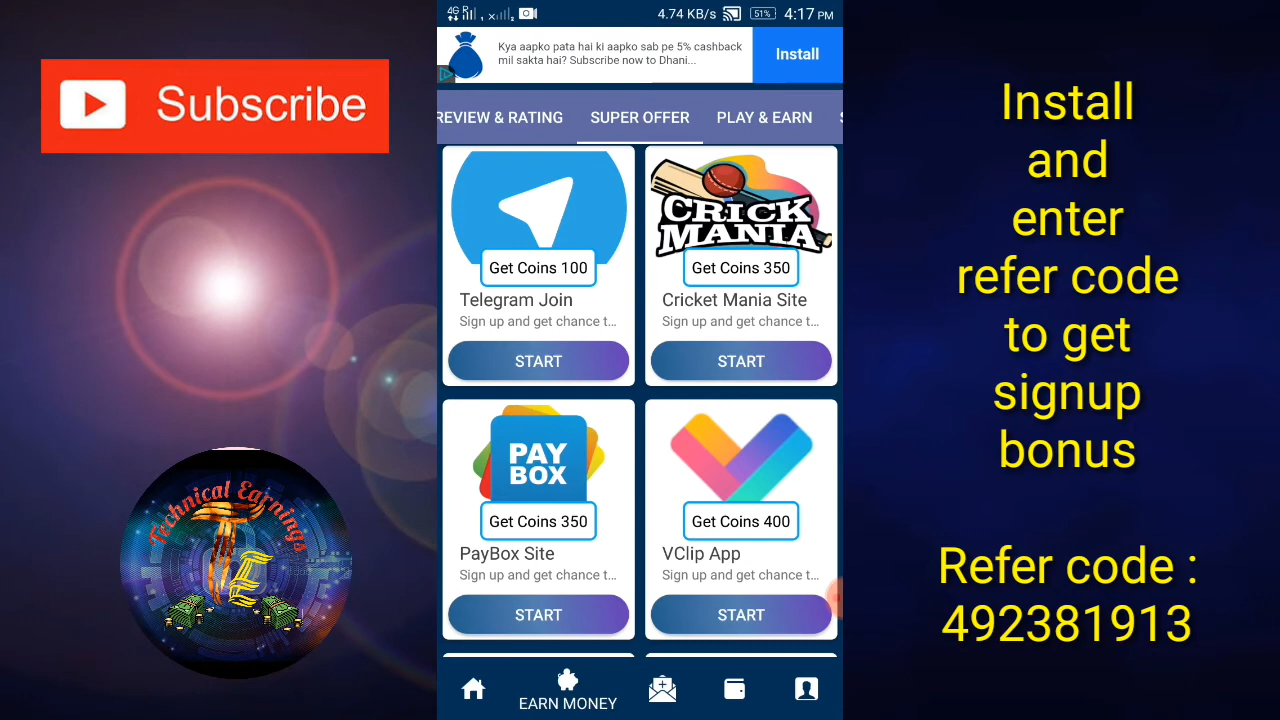 Subscribe
Technical Earnings
4G R 1 x 2 4.74 KB/s 51% 4:17 PM
Kya aapko pata hai ki aapko sab pe 5% cashback
mil sakta hai? Subscribe now to Dhani...
Install
REVIEW & RATING SUPER OFFER PLAY & EARN
CRICK
MANIA
Get Coins 100 Get Coins 350
Telegram Join Cricket Mania Site
Sign up and get chance t... Sign up and get chance t...
START START
PAY
BOX
Get Coins 350 Get Coins 400
PayBox Site VClip App
Sign up and get chance t... Sign up and get chance t...
START START
EARN MONEY
Install
and
enter
refer code
to get
signup
bonus
Refer code :
492381913